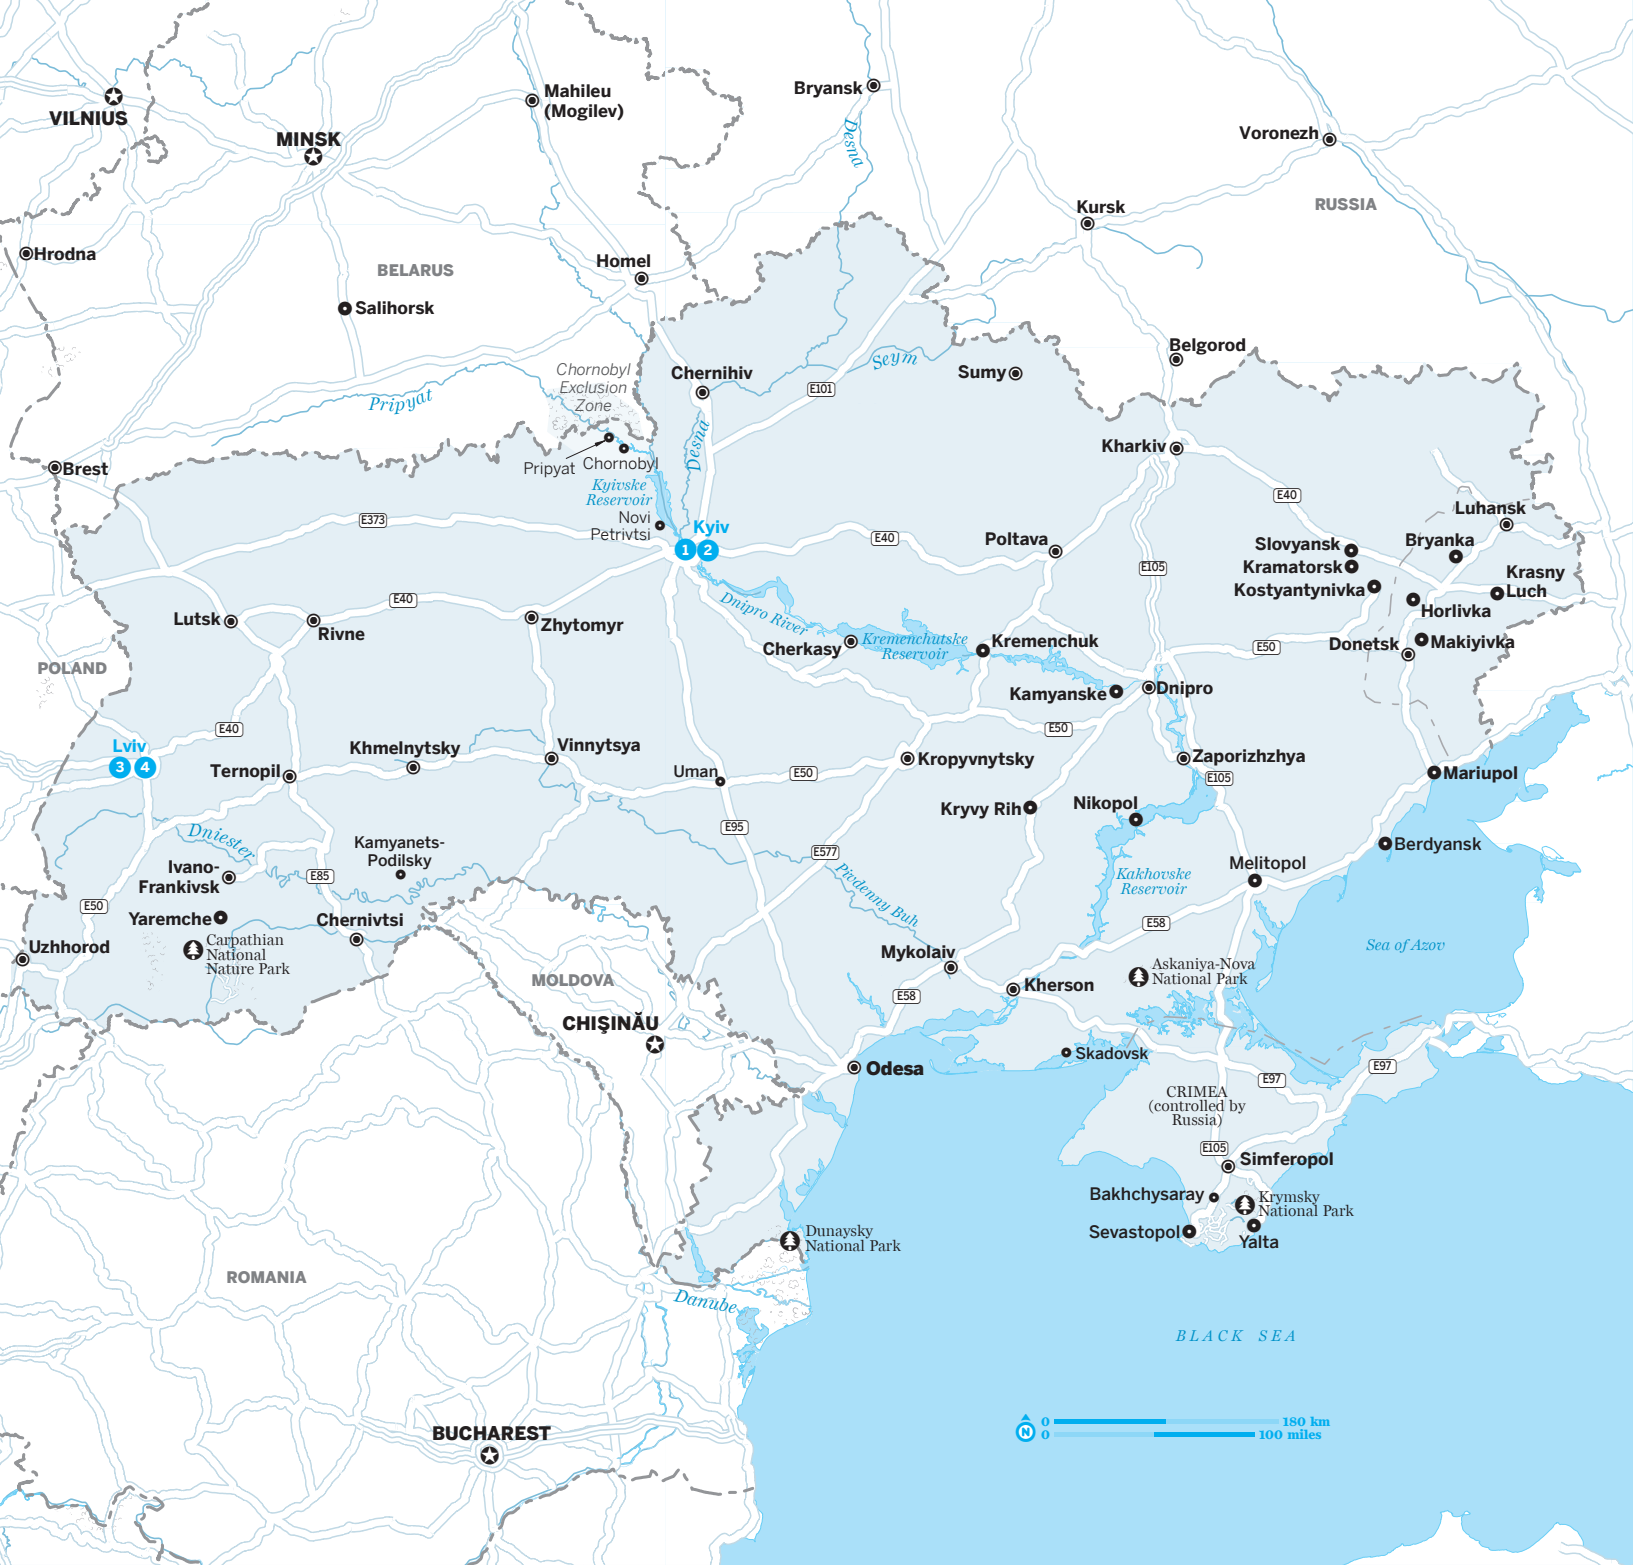 Mahileu
(Mogilev)
Bryansk
VILNIUS
MINSK
Desna
Voronezh
RUSSIA
Kursk
Hrodna
BELARUS
Homel
Salihorsk
Belgorod
Chornobyl
Exclusion
Zone
Chernihiv
Seym
Sumy
E101
Pripyat
Desna
Kharkiv
Brest
Pripyat
Chornobyl
Kyivske
Reservoir
E40
Luhansk
E373
Novi
Petrivtsi
Kyiv
1
2
E40
Poltava
Slovyansk
Bryanka
Kramatorsk
E105
Krasny
Luch
Kostyantynivka
Horlivka
E40
Dnipro River
Lutsk
Rivne
Zhytomyr
Cherkasy
Kremenchutske
Reservoir
Kremenchuk
E50
Donetsk
Makiyivka
POLAND
Kamyanske
Dnipro
E40
E50
Lviv
3
4
Khmelnytsky
Vinnytsya
Ternopil
Uman
E50
Kropyvnytsky
Zaporizhzhya
E105
Mariupol
Kryvy Rih
Nikopol
Dniester
E95
Kamyanets-
Podilsky
E577
Berdyansk
Ivano-
Frankivsk
E85
Pivdenny Buh
Kakhovske
Reservoir
Melitopol
E50
Yaremche
Chernivtsi
E58
Uzhhorod
Carpathian
National
Nature Park
Mykolaiv
Sea of Azov
MOLDOVA
Askaniya-Nova
National Park
E58
Kherson
CHIŞINĂU
Skadovsk
Odesa
E97
E97
CRIMEA
(controlled by
Russia)
E105
Simferopol
Bakhchysaray
Krymsky
National Park
Sevastopol
Yalta
Dunaysky
National Park
ROMANIA
Danube
BLACK SEA
N
0
180 km
0
100 miles
BUCHAREST